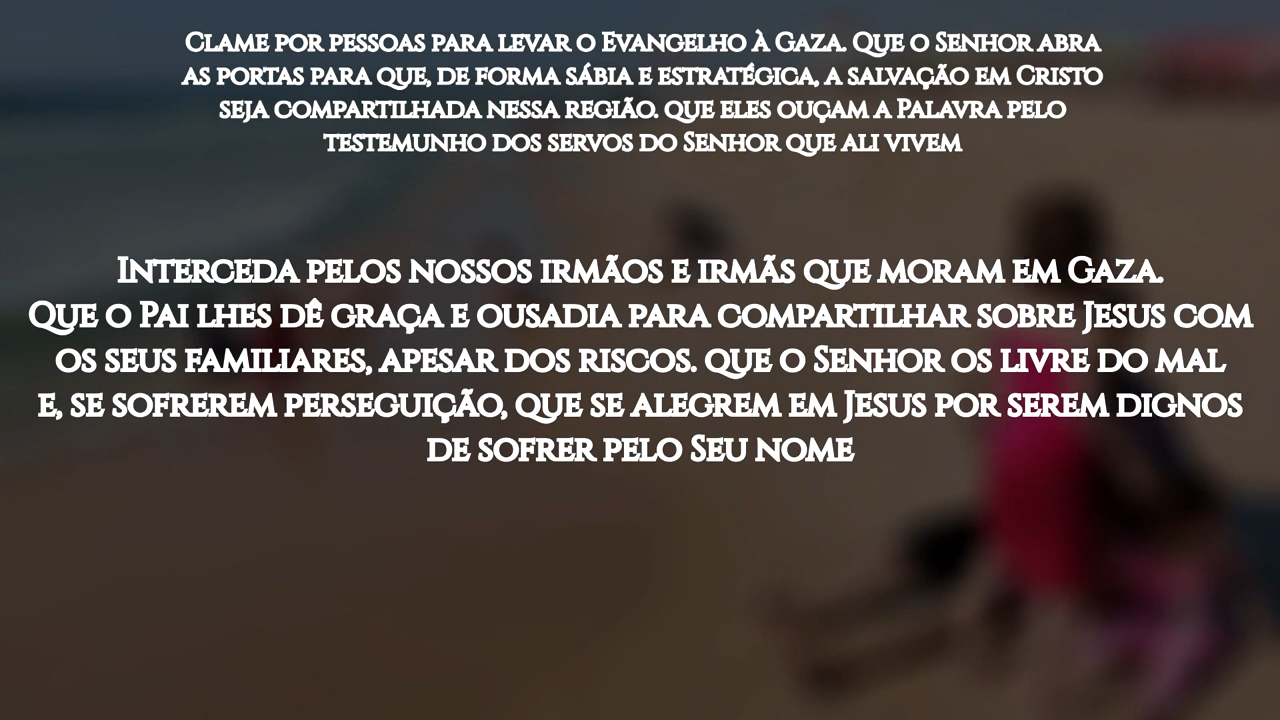 Clame por pessoas para levar o Evangelho à Gaza. Que o Senhor abra
as portas para que, de forma sábia e estratégica, a salvação em Cristo
seja compartilhada nessa região. que eles ouçam a Palavra pelo
testemunho dos servos do Senhor que ali vivem
Interceda pelos nossos irmãos e irmãs que moram em Gaza.
Que o Pai lhes dê graça e ousadia para compartilhar sobre Jesus com
os seus familiares, apesar dos riscos. que o Senhor os livre do mal
e, se sofrerem perseguição, que se alegrem em Jesus por serem dignos
de sofrer pelo Seu nome